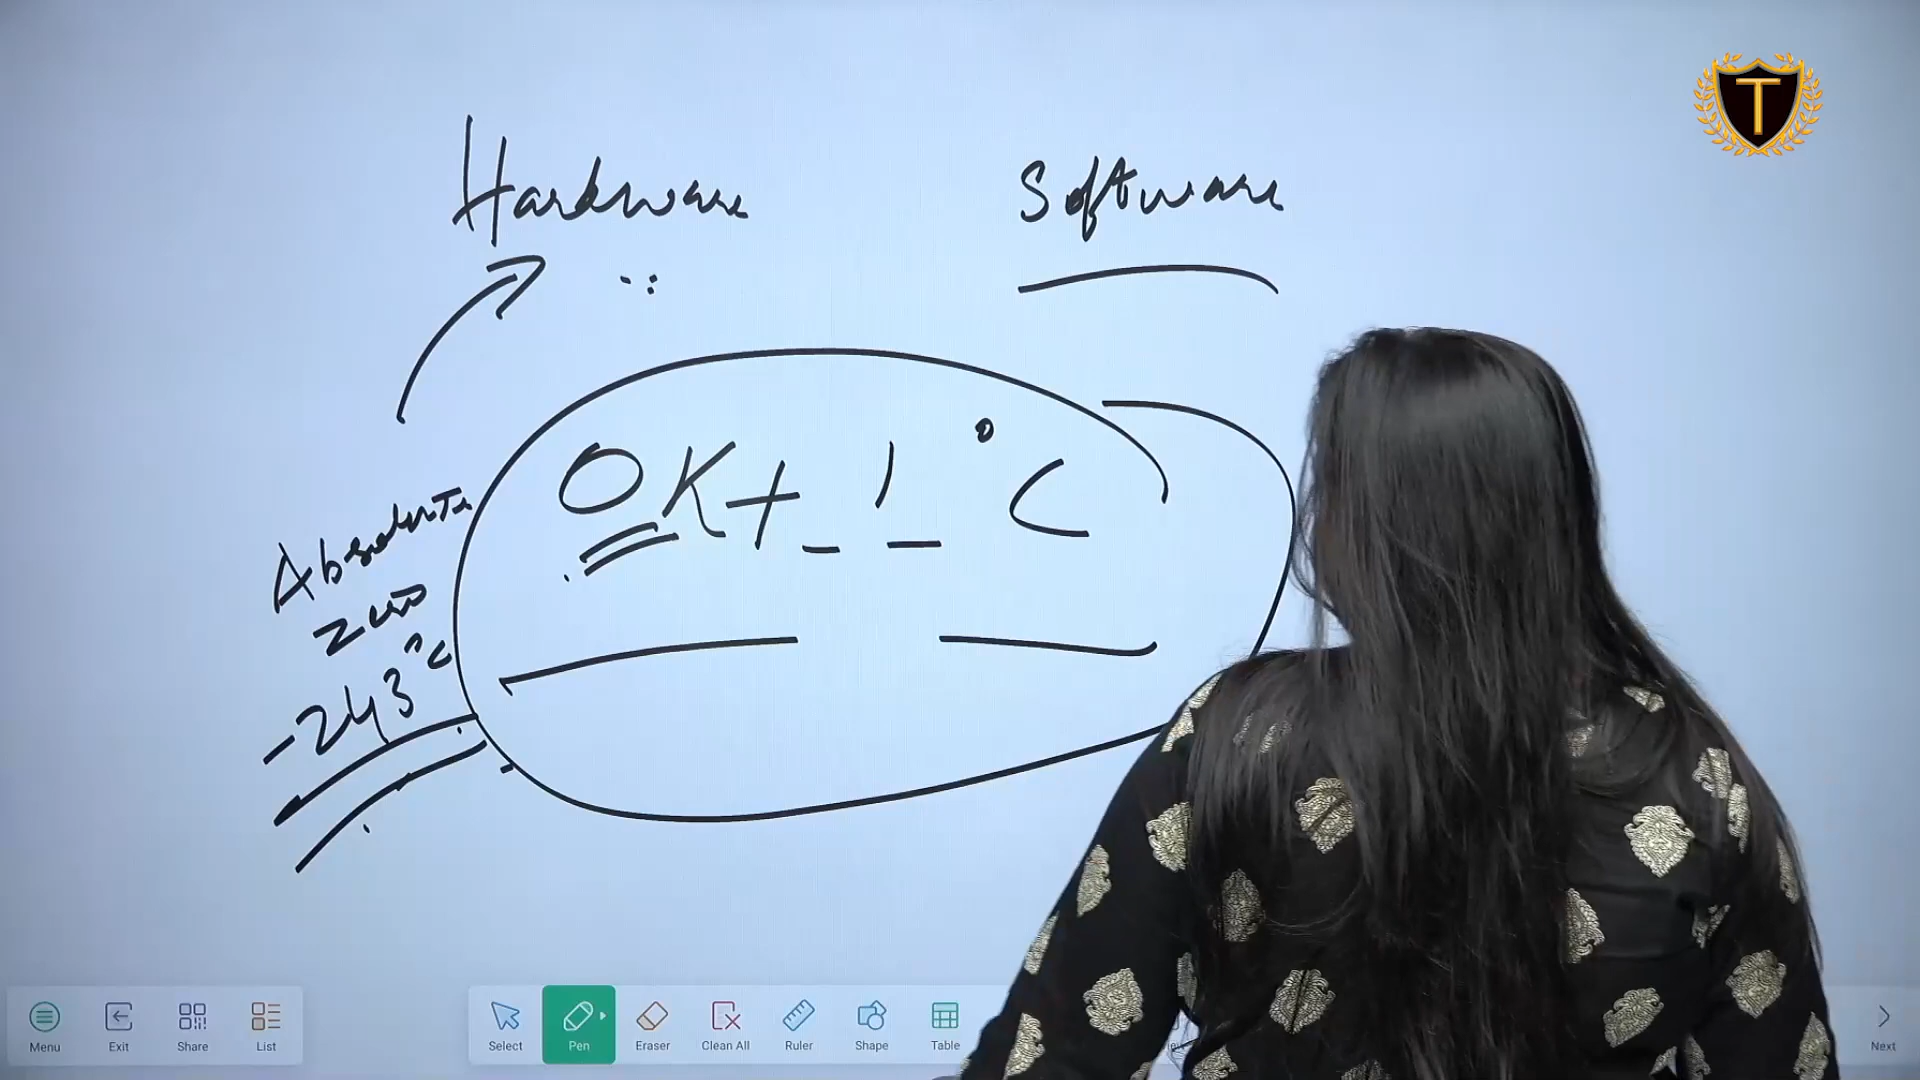 T
Hardware
Software
0K + _ 1 _ °C
Absolute
zero
-243°C
Menu
Exit
Share
List
Select
Pen
Eraser
Clean All
Ruler
Shape
Table
Next